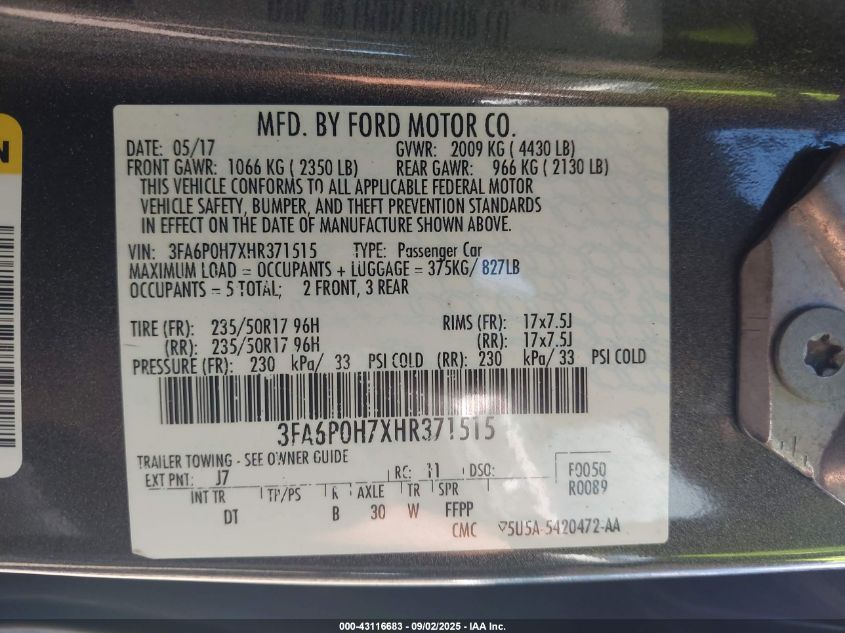 MFD. BY FORD MOTOR CO.
DATE: 05/17 GVWR: 2009 KG ( 4430 LB)
FRONT GAWR: 1066 KG ( 2350 LB) REAR GAWR: 966 KG ( 2130 LB)
THIS VEHICLE CONFORMS TO ALL APPLICABLE FEDERAL MOTOR
VEHICLE SAFETY, BUMPER, AND THEFT PREVENTION STANDARDS
IN EFFECT ON THE DATE OF MANUFACTURE SHOWN ABOVE.
VIN: 3FA6P0H7XHR371515 TYPE: Passenger Car
MAXIMUM LOAD = OCCUPANTS + LUGGAGE = 375KG/ 827LB
OCCUPANTS = 5 TOTAL; 2 FRONT, 3 REAR
TIRE (FR): 235/50R17 96H RIMS (FR): 17x7.5J
(RR): 235/50R17 96H (RR): 17x7.5J
PRESSURE (FR): 230 kPa/ 33 PSI COLD (RR): 230 kPa/ 33 PSI COLD
3FA6P0H7XHR371515
TRAILER TOWING - SEE OWNER GUIDE
EXT PNT: J7 RC: 11 DSO: F0050
R0089
INT TR TP/PS R AXLE TR SPR
DT B 30 W FFPP
CMC 5U5A-5420472-AA
N
000-43116683 - 09/02/2025 - IAA Inc.